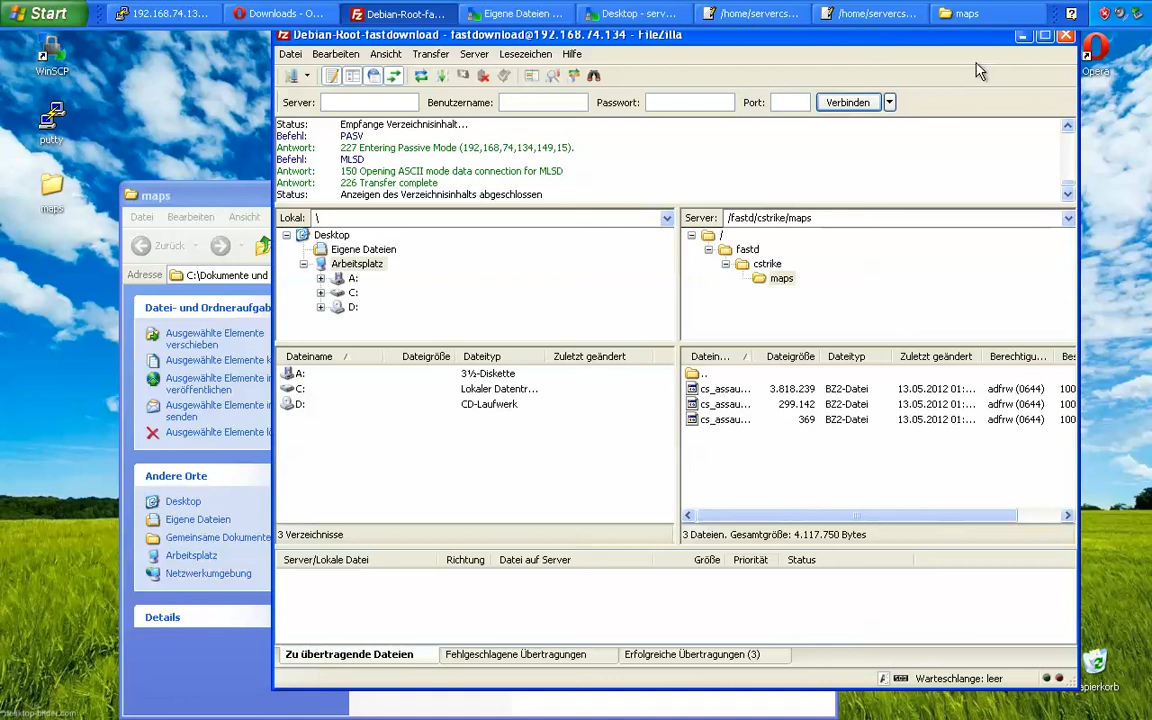 Start
192.168.74.13...
Downloads - O...
Debian-Root-fa...
Eigene Dateien ...
Desktop - serv...
/home/servercs...
/home/servercs...
maps
?
WinSCP
putty
maps
Opera
apierkorb
maps
Datei Bearbeiten Ansicht
Zurück
Adresse C:\Dokumente und
Datei- und Ordneraufgab
Ausgewählte Elemente
verschieben
Ausgewählte Elemente k
Ausgewählte Elemente in
veröffentlichen
Ausgewählte Elemente in
senden
Ausgewählte Elemente lö
Andere Orte
Desktop
Eigene Dateien
Gemeinsame Dokumente
Arbeitsplatz
Netzwerkumgebung
Details
Debian-Root-fastdownload - fastdownload@192.168.74.134 - FileZilla
Datei Bearbeiten Ansicht Transfer Server Lesezeichen Hilfe
Server: Benutzername: Passwort: Port: Verbinden
Status: Empfange Verzeichnisinhalt...
Befehl: PASV
Antwort: 227 Entering Passive Mode (192,168,74,134,149,15).
Befehl: MLSD
Antwort: 150 Opening ASCII mode data connection for MLSD
Antwort: 226 Transfer complete
Status: Anzeigen des Verzeichnisinhalts abgeschlossen
Lokal: \
Desktop
Eigene Dateien
Arbeitsplatz
A:
C:
D:
Server: /fastd/cstrike/maps
/
fastd
cstrike
maps
Dateiname / Dateigröße Dateityp Zuletzt geändert
A: 3½-Diskette
C: Lokaler Datentr...
D: CD-Laufwerk
3 Verzeichnisse
Datein... / Dateigröße Dateityp Zuletzt geändert Berechtigu... Bes
..
cs_assau... 3.818.239 BZ2-Datei 13.05.2012 01:... adfrw (0644) 100
cs_assau... 299.142 BZ2-Datei 13.05.2012 01:... adfrw (0644) 100
cs_assau... 369 BZ2-Datei 13.05.2012 01:... adfrw (0644) 100
3 Dateien. Gesamtgröße: 4.117.750 Bytes
Server/Lokale Datei Richtung Datei auf Server Größe Priorität Status
Zu übertragende Dateien Fehlgeschlagene Übertragungen Erfolgreiche Übertragungen (3)
Warteschlange: leer
desktop-bilder.com